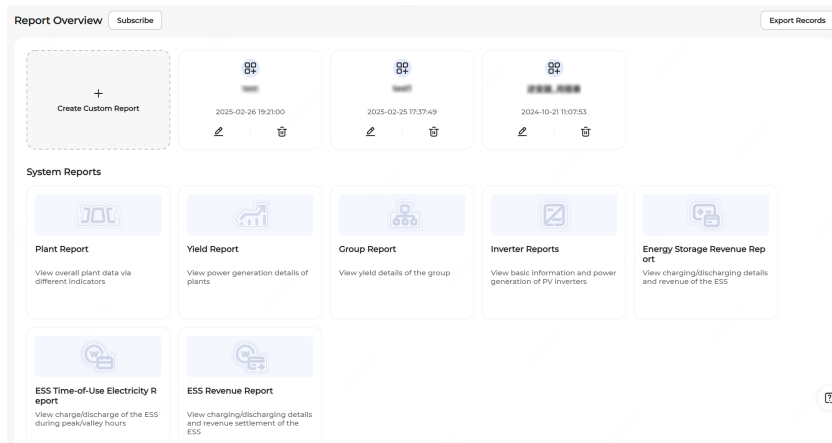 Report Overview
Subscribe
Export Records
Create Custom Report
2025-02-26 19:21:00
2025-02-25 17:37:49
2024-10-21 11:07:53
System Reports
Plant Report
View overall plant data via
different indicators
Yield Report
View power generation details of
plants
Group Report
View yield details of the group
Inverter Reports
View basic information and power
generation of PV inverters
Energy Storage Revenue Rep
ort
View charging/discharging details
and revenue of the ESS
ESS Time-of-Use Electricity R
eport
View charge/discharge of the ESS
during peak/valley hours
ESS Revenue Report
View charging/discharging details
and revenue settlement of the
ESS